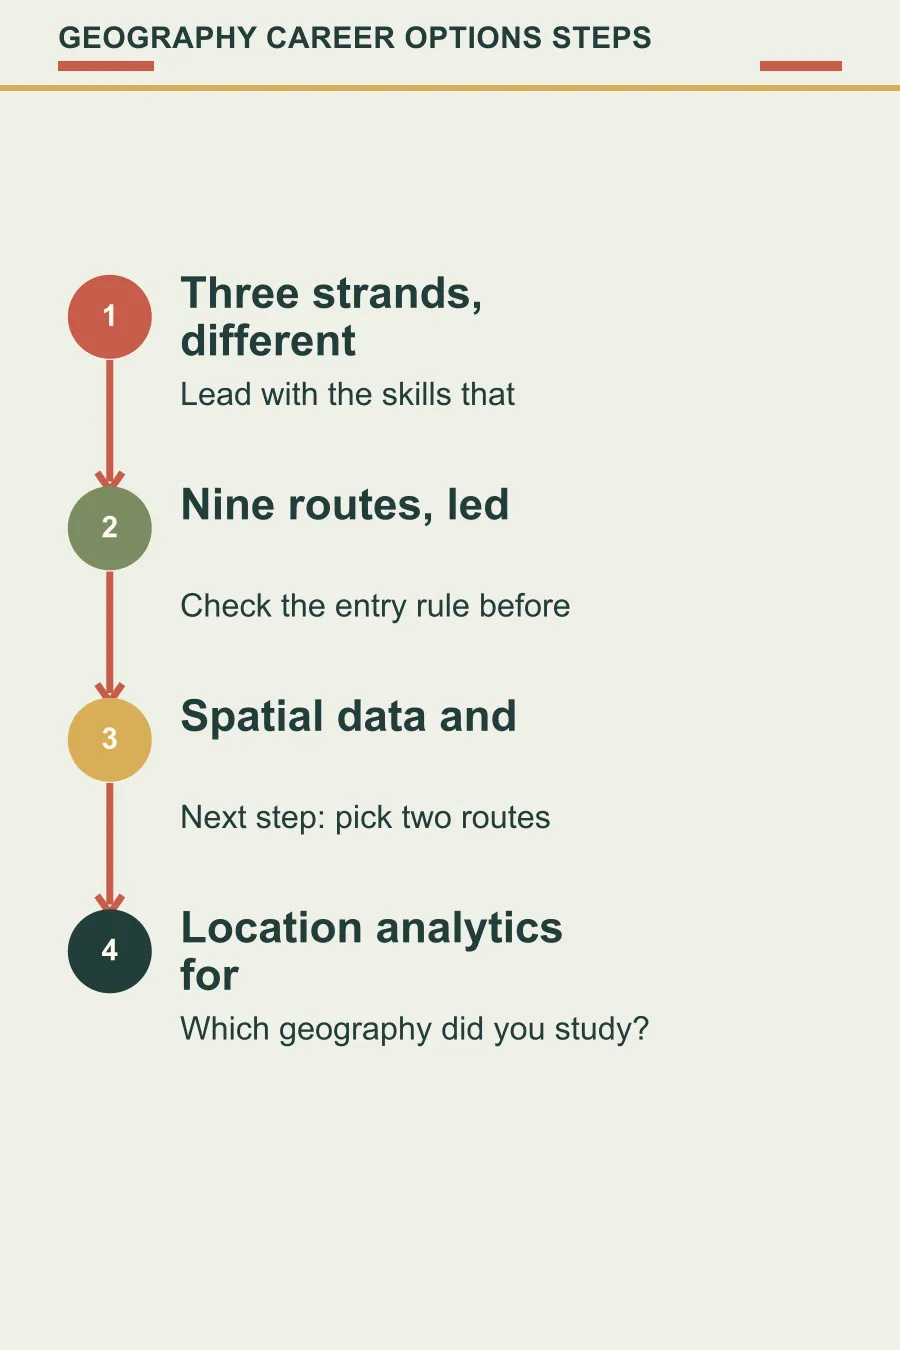 GEOGRAPHY CAREER OPTIONS STEPS
1
Three strands,
different
Lead with the skills that
2
Nine routes, led
Check the entry rule before
3
Spatial data and
Next step: pick two routes
4
Location analytics
for
Which geography did you study?